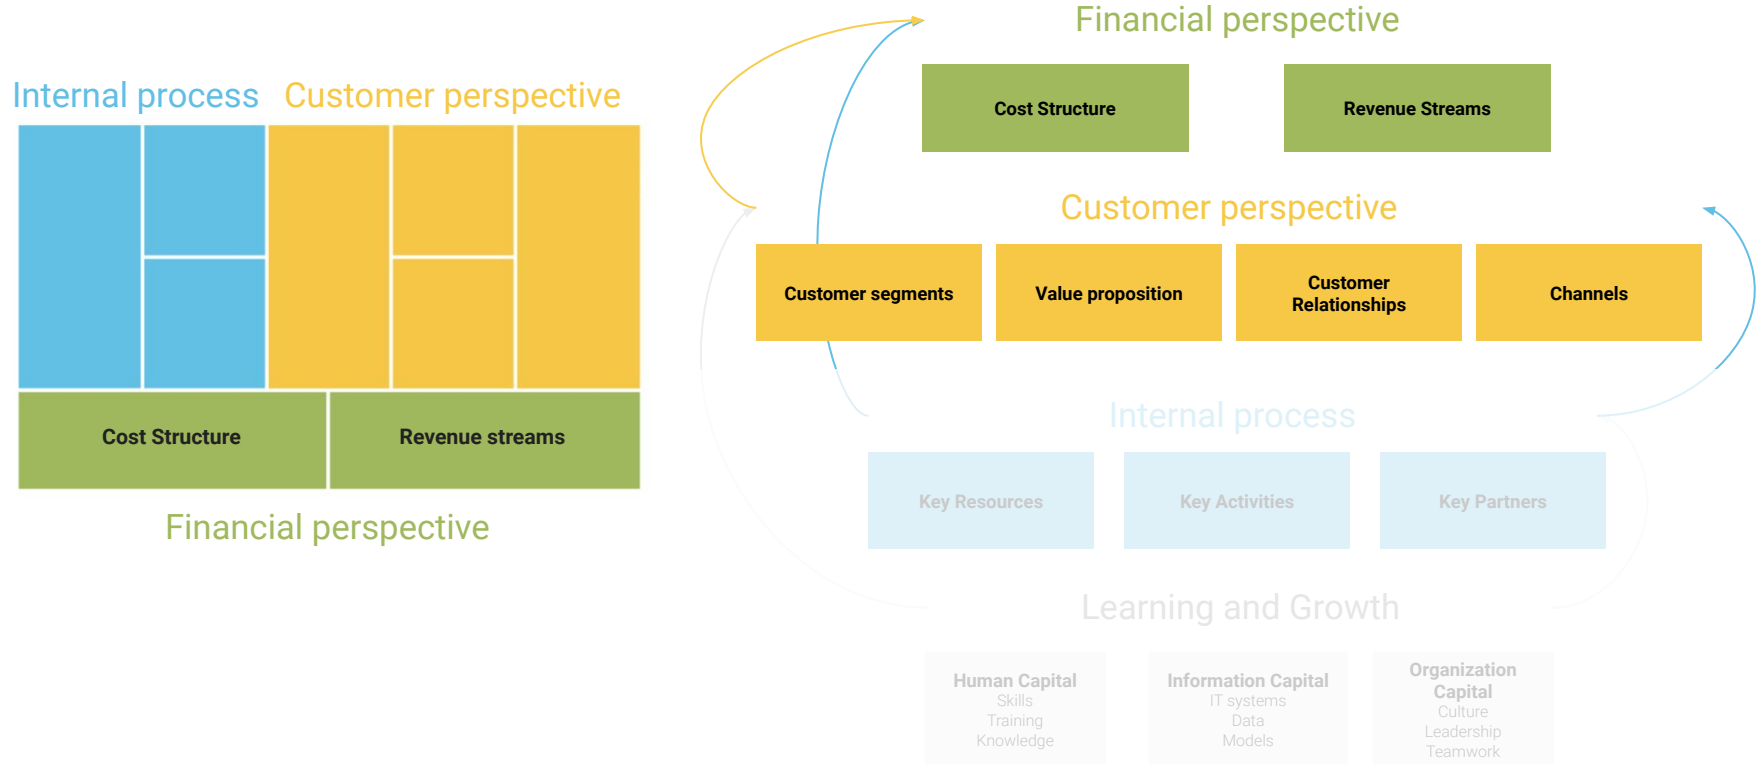 Internal process
Customer perspective
Cost Structure
Revenue streams
Financial perspective
Financial perspective
Cost Structure
Revenue Streams
Customer perspective
Customer segments
Value proposition
Customer
Relationships
Channels
Internal process
Key Resources
Key Activities
Key Partners
Learning and Growth
Human Capital
Skills
Training
Knowledge
Information Capital
IT systems
Data
Models
Organization
Capital
Culture
Leadership
Teamwork